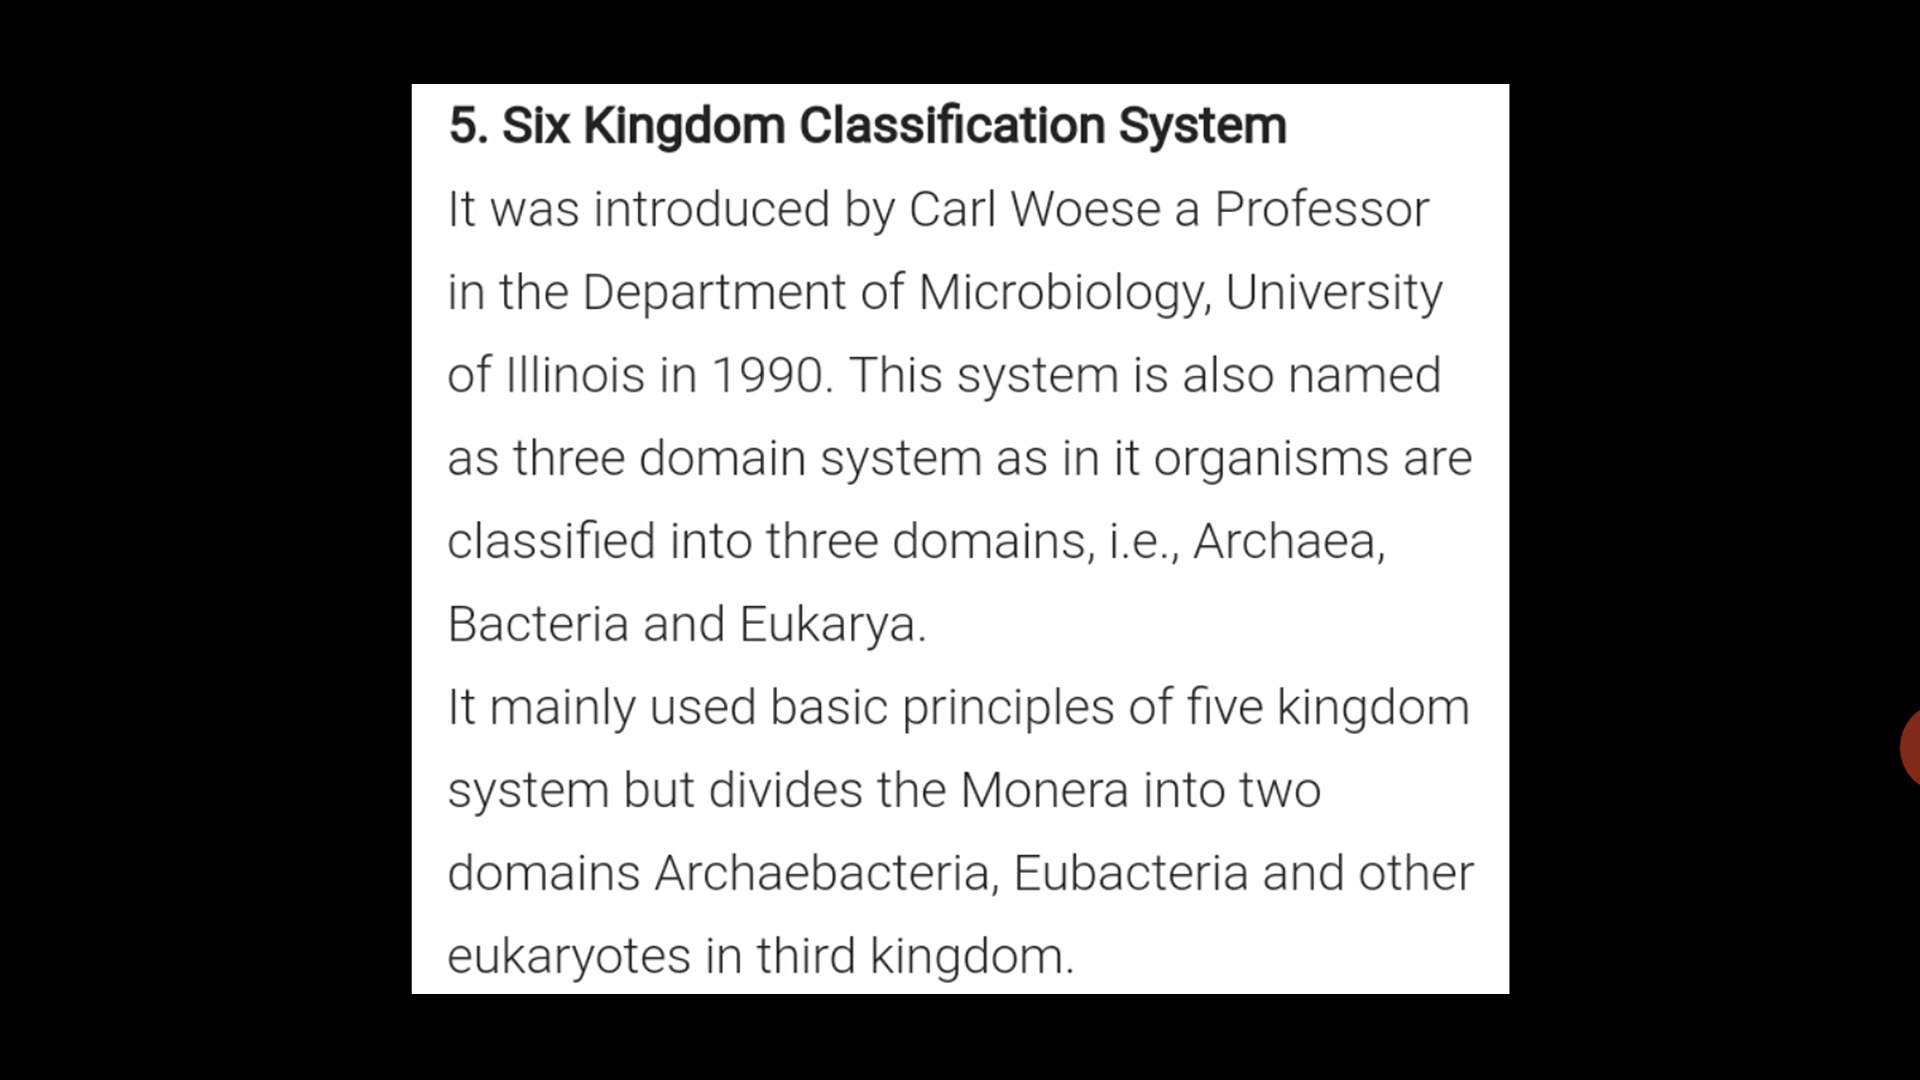 5. Six Kingdom Classification System
It was introduced by Carl Woese a Professor
in the Department of Microbiology, University
of Illinois in 1990. This system is also named
as three domain system as in it organisms are
classified into three domains, i.e., Archaea,
Bacteria and Eukarya.
It mainly used basic principles of five kingdom
system but divides the Monera into two
domains Archaebacteria, Eubacteria and other
eukaryotes in third kingdom.